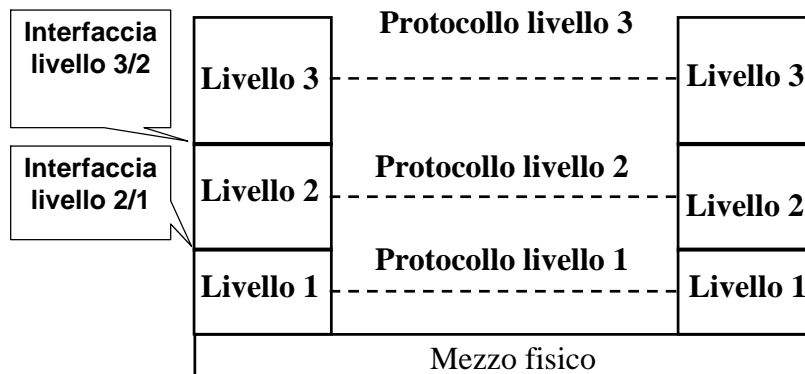 Interfaccia
livello 3/2
Protocollo livello 3
Livello 3
Livello 3
Interfaccia
livello 2/1
Protocollo livello 2
Livello 2
Livello 2
Protocollo livello 1
Livello 1
Livello 1
Mezzo fisico